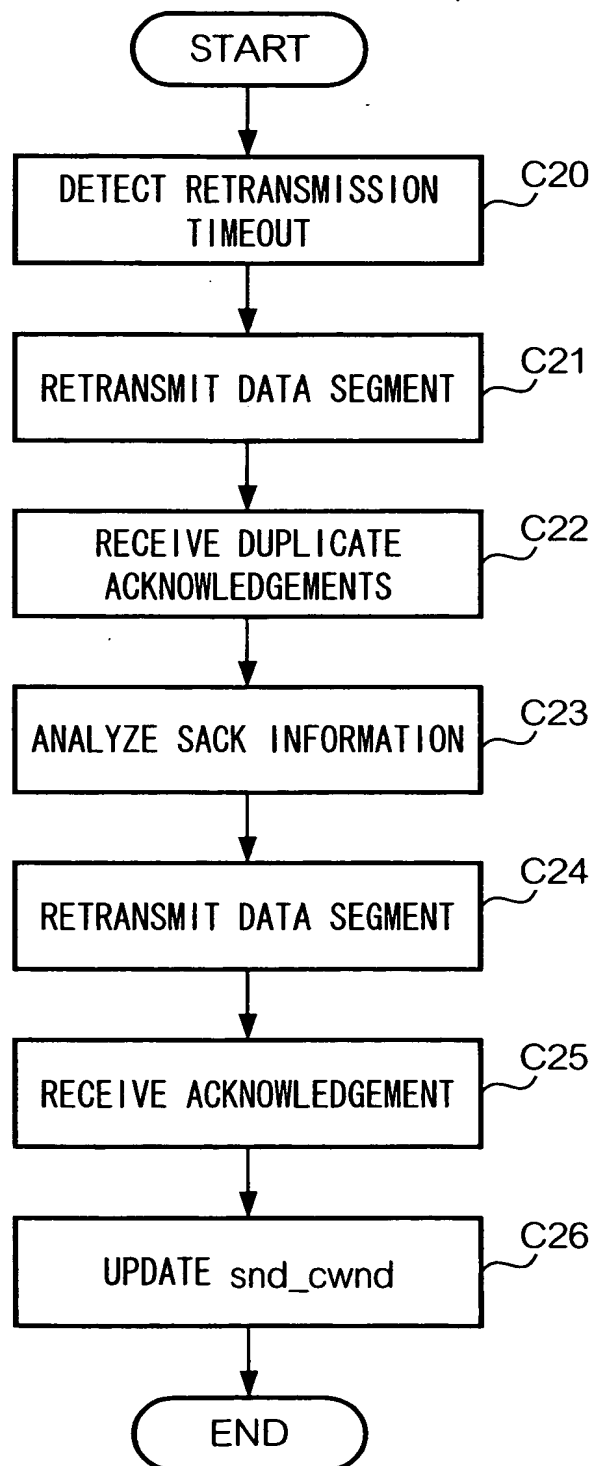 START
DETECT RETRANSMISSION
TIMEOUT
C20
RETRANSMIT DATA SEGMENT
C21
RECEIVE DUPLICATE
ACKNOWLEDGEMENTS
C22
ANALYZE SACK INFORMATION
C23
RETRANSMIT DATA SEGMENT
C24
RECEIVE ACKNOWLEDGEMENT
C25
UPDATE snd_cwnd
C26
END